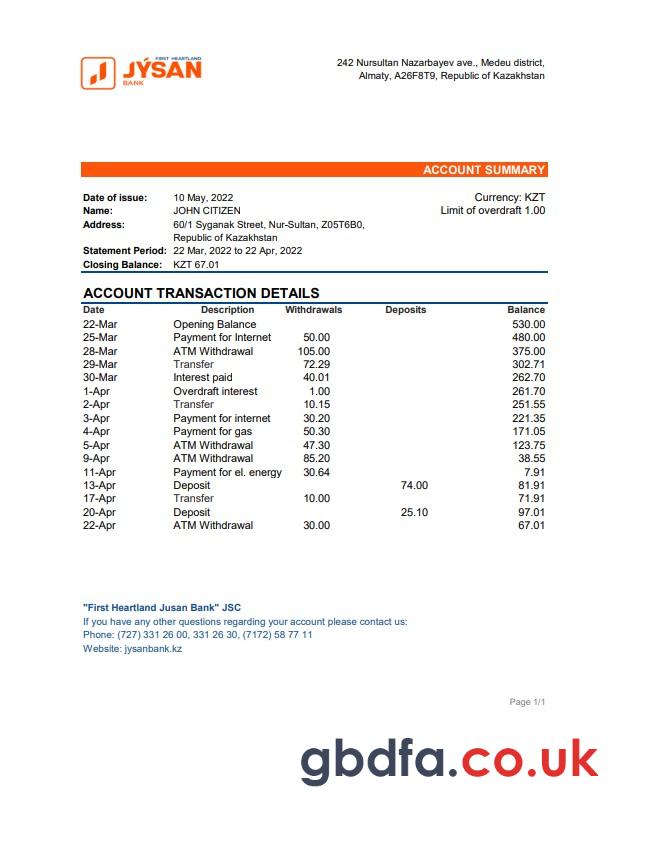 FIRST HEARTLAND
JÝSAN
BANK
242 Nursultan Nazarbayev ave., Medeu district,
Almaty, A26F8T9, Republic of Kazakhstan
ACCOUNT SUMMARY
Date of issue: 10 May, 2022 Currency: KZT
Name: JOHN CITIZEN Limit of overdraft 1.00
Address: 60/1 Syganak Street, Nur-Sultan, Z05T6B0,
Republic of Kazakhstan
Statement Period: 22 Mar, 2022 to 22 Apr, 2022
Closing Balance: KZT 67.01
ACCOUNT TRANSACTION DETAILS
Date Description Withdrawals Deposits Balance
22-Mar Opening Balance 530.00
25-Mar Payment for Internet 50.00 480.00
28-Mar ATM Withdrawal 105.00 375.00
29-Mar Transfer 72.29 302.71
30-Mar Interest paid 40.01 262.70
1-Apr Overdraft interest 1.00 261.70
2-Apr Transfer 10.15 251.55
3-Apr Payment for internet 30.20 221.35
4-Apr Payment for gas 50.30 171.05
5-Apr ATM Withdrawal 47.30 123.75
9-Apr ATM Withdrawal 85.20 38.55
11-Apr Payment for el. energy 30.64 7.91
13-Apr Deposit 74.00 81.91
17-Apr Transfer 10.00 71.91
20-Apr Deposit 25.10 97.01
22-Apr ATM Withdrawal 30.00 67.01
"First Heartland Jusan Bank" JSC
If you have any other questions regarding your account please contact us:
Phone: (727) 331 26 00, 331 26 30, (7172) 58 77 11
Website: jysanbank.kz
Page 1/1
gbdfa.co.uk